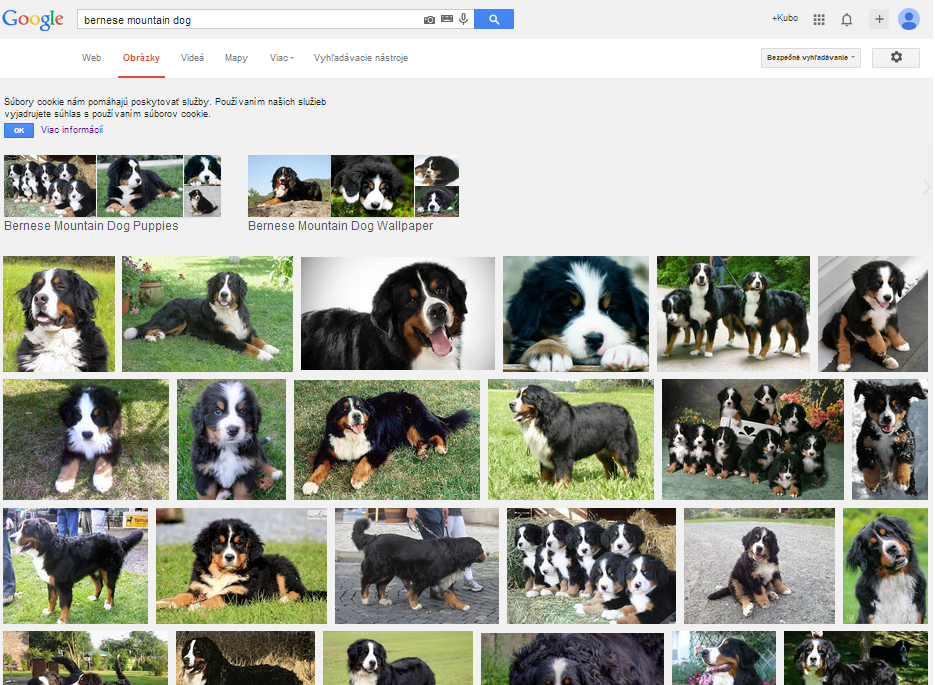 Google
bernese mountain dog
+Kubo
Web Obrázky Videá Mapy Viac Vyhľadávacie nástroje
Bezpečné vyhľadávanie
Súbory cookie nám pomáhajú poskytovať služby. Používaním našich služieb
vyjadrujete súhlas s používaním súborov cookie.
OK Viac informácií
Bernese Mountain Dog Puppies
Bernese Mountain Dog Wallpaper